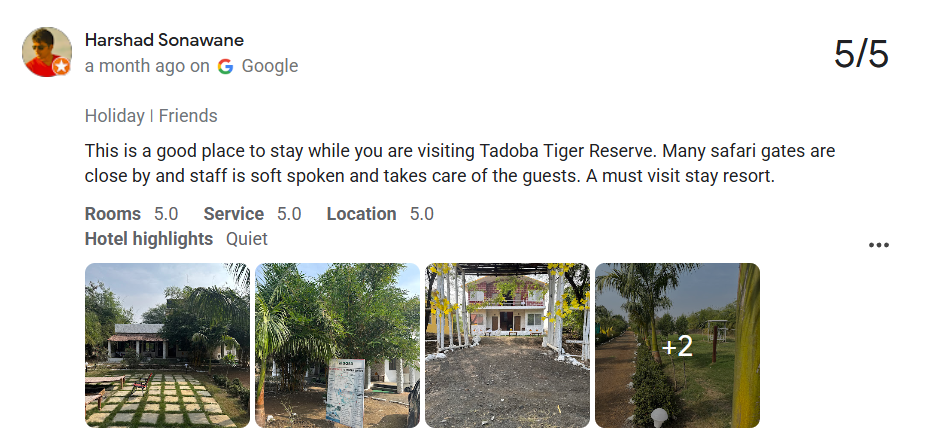 Harshad Sonawane
a month ago on Google
5/5
Holiday | Friends
This is a good place to stay while you are visiting Tadoba Tiger Reserve. Many safari gates are
close by and staff is soft spoken and takes care of the guests. A must visit stay resort.
Rooms 5.0 Service 5.0 Location 5.0
Hotel highlights Quiet
+2